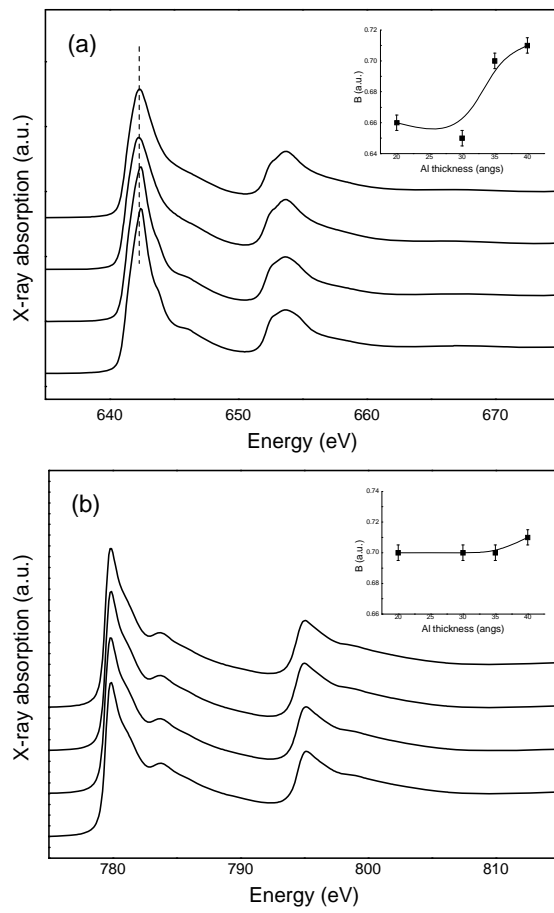 (a)
X-ray absorption (a.u.)
B (a.u.)
0.72
0.70
0.68
0.66
0.64
20 25 30 35 40
Al thickness (angs)
640 650 660 670
Energy (eV)
(b)
X-ray absorption (a.u.)
B (a.u.)
0.74
0.72
0.70
0.68
0.66
20 25 30 35 40
Al thickness (angs)
780 790 800 810
Energy (eV)